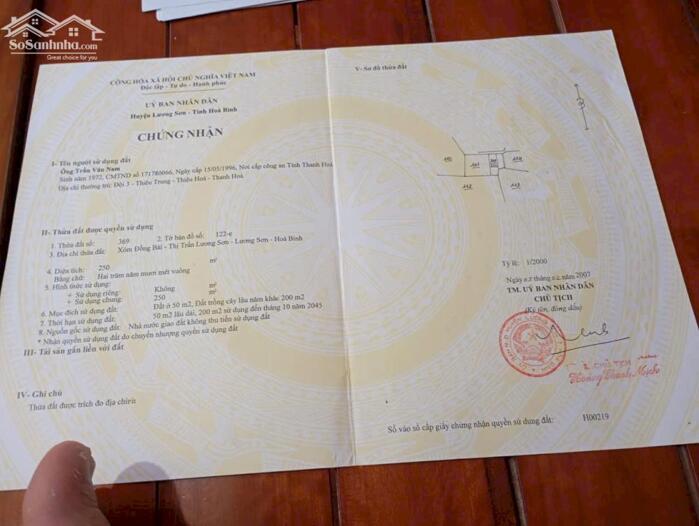 SoSanhnha.com
Great choice for you
CỘNG HÒA XÃ HỘI CHỦ NGHĨA VIỆT NAM
Độc lập - Tự do - Hạnh phúc
UỶ BAN NHÂN DÂN
Huyện Lương Sơn - Tỉnh Hoà Bình
CHỨNG NHẬN
I- Tên người sử dụng đất
Ông Trần Văn Nam
Sinh năm 1972, CMTND số 171780066, Ngày cấp 15/05/1996, Nơi cấp công an Tỉnh Thanh Hoá
Địa chỉ thường trú: Đội 3 - Thiệu Trung - Thiệu Hoá - Thanh Hoá
II- Thửa đất được quyền sử dụng
1. Thửa đất số: 369 2. Tờ bản đồ số: 122-e
3. Địa chỉ thửa đất: Xóm Đồng Bái - Thị Trấn Lương Sơn - Lương Sơn - Hoà Bình
4. Diện tích: 250 m²
Bằng chữ: Hai trăm năm mươi mét vuông
5. Hình thức sử dụng:
+ Sử dụng riêng: Không m²
+ Sử dụng chung: 250 m²
6. Mục đích sử dụng đất: Đất ở 50 m2, Đất trồng cây lâu năm khác 200 m2
7. Thời hạn sử dụng đất: 50 m2 lâu dài, 200 m2 sử dụng đến tháng 10 năm 2045
8. Nguồn gốc sử dụng đất: Nhà nước giao đất không thu tiền sử dụng đất
* Nhận quyền sử dụng đất do chuyển nhượng quyền sử dụng đất
III- Tài sản gắn liền với đất
IV- Ghi chú
Thửa đất được trích đo địa chính
V- Sơ đồ thửa đất
Tỷ lệ: 1/2000
năm 2007
TM. UỶ BAN NHÂN DÂN
CHỦ TỊCH
(Ký tên, đóng dấu)
CHỦ TỊCH
Hoàng Thanh
Số vào sổ cấp giấy chứng nhận quyền sử dụng đất: H00219